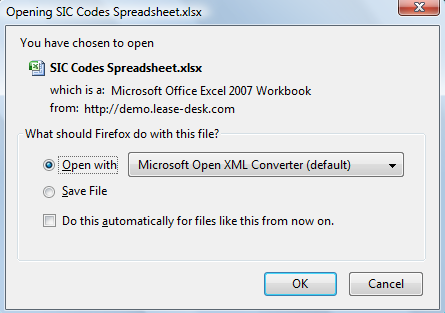 Opening SIC Codes Spreadsheet.xlsx
You have chosen to open
SIC Codes Spreadsheet.xlsx
which is a: Microsoft Office Excel 2007 Workbook
from: http://demo.lease-desk.com
What should Firefox do with this file?
Open with Microsoft Open XML Converter (default)
Save File
Do this automatically for files like this from now on.
OK Cancel